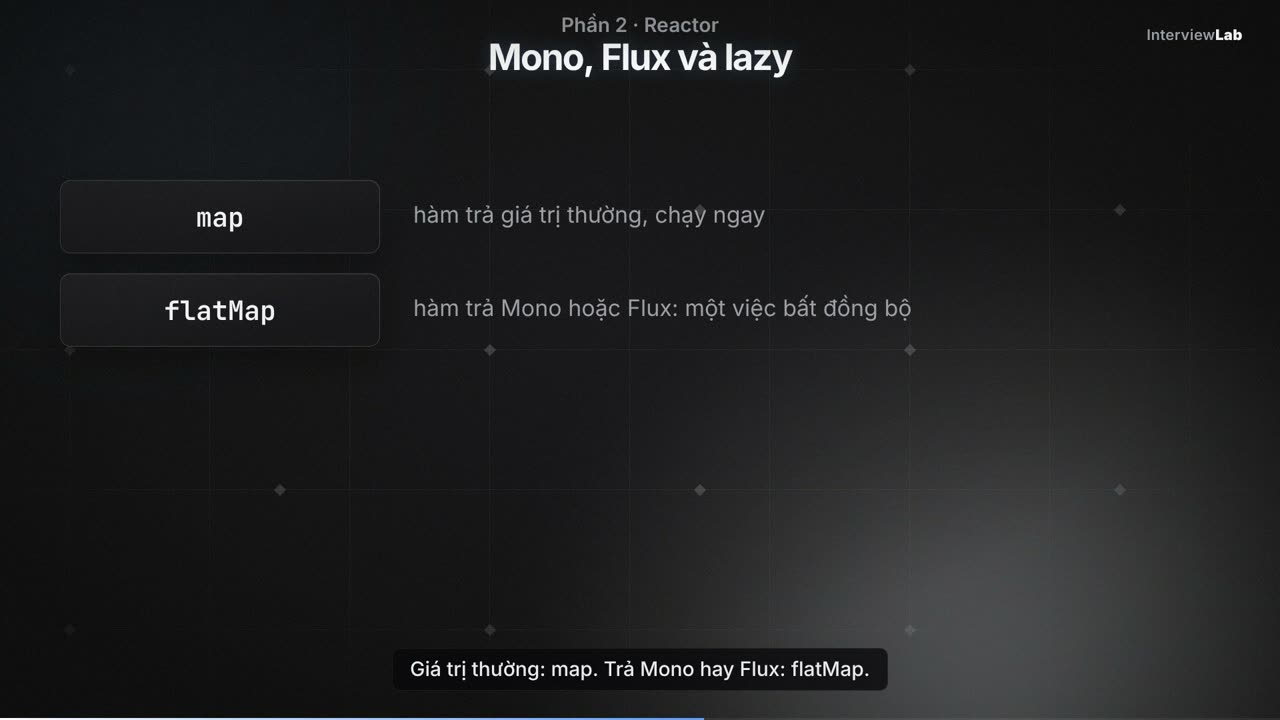 Phần 2 · Reactor
InterviewLab
Mono, Flux và lazy
map
hàm trả giá trị thường, chạy ngay
flatMap
hàm trả Mono hoặc Flux: một việc bất đồng bộ
Giá trị thường: map. Trả Mono hay Flux: flatMap.